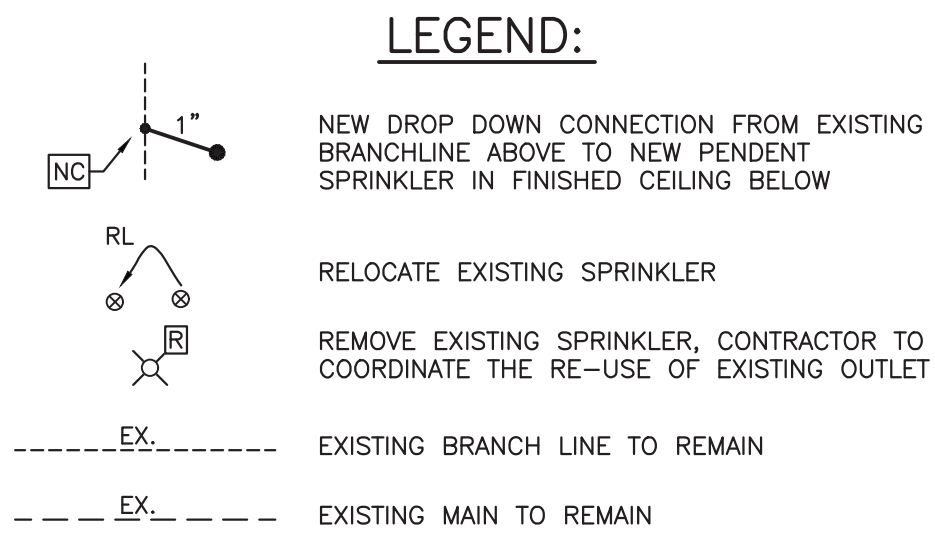 LEGEND:
1"
NC
NEW DROP DOWN CONNECTION FROM EXISTING
BRANCHLINE ABOVE TO NEW PENDENT
SPRINKLER IN FINISHED CEILING BELOW
RL
RELOCATE EXISTING SPRINKLER
R
REMOVE EXISTING SPRINKLER, CONTRACTOR TO
COORDINATE THE RE-USE OF EXISTING OUTLET
EX.
EXISTING BRANCH LINE TO REMAIN
EX.
EXISTING MAIN TO REMAIN